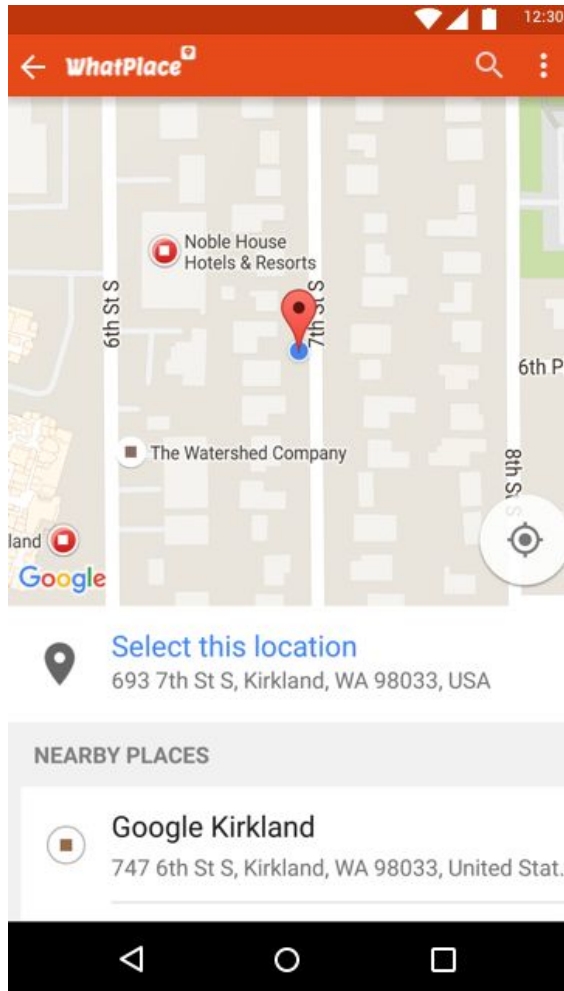 12:30
WhatPlace
Noble House
Hotels & Resorts
6th St S
7th St S
6th P
The Watershed Company
8th St S
land
Google
Select this location
693 7th St S, Kirkland, WA 98033, USA
NEARBY PLACES
Google Kirkland
747 6th St S, Kirkland, WA 98033, United Stat.